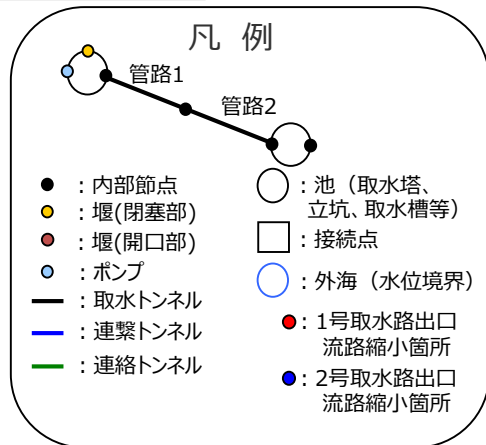 凡 例
管路1
管路2
：内部節点
：堰(閉塞部)
：堰(開口部)
：ポンプ
：取水トンネル
：連繋トンネル
：連絡トンネル
：池（取水塔、
立坑、取水槽等）
：接続点
：外海（水位境界）
：1号取水路出口
流路縮小箇所
：2号取水路出口
流路縮小箇所